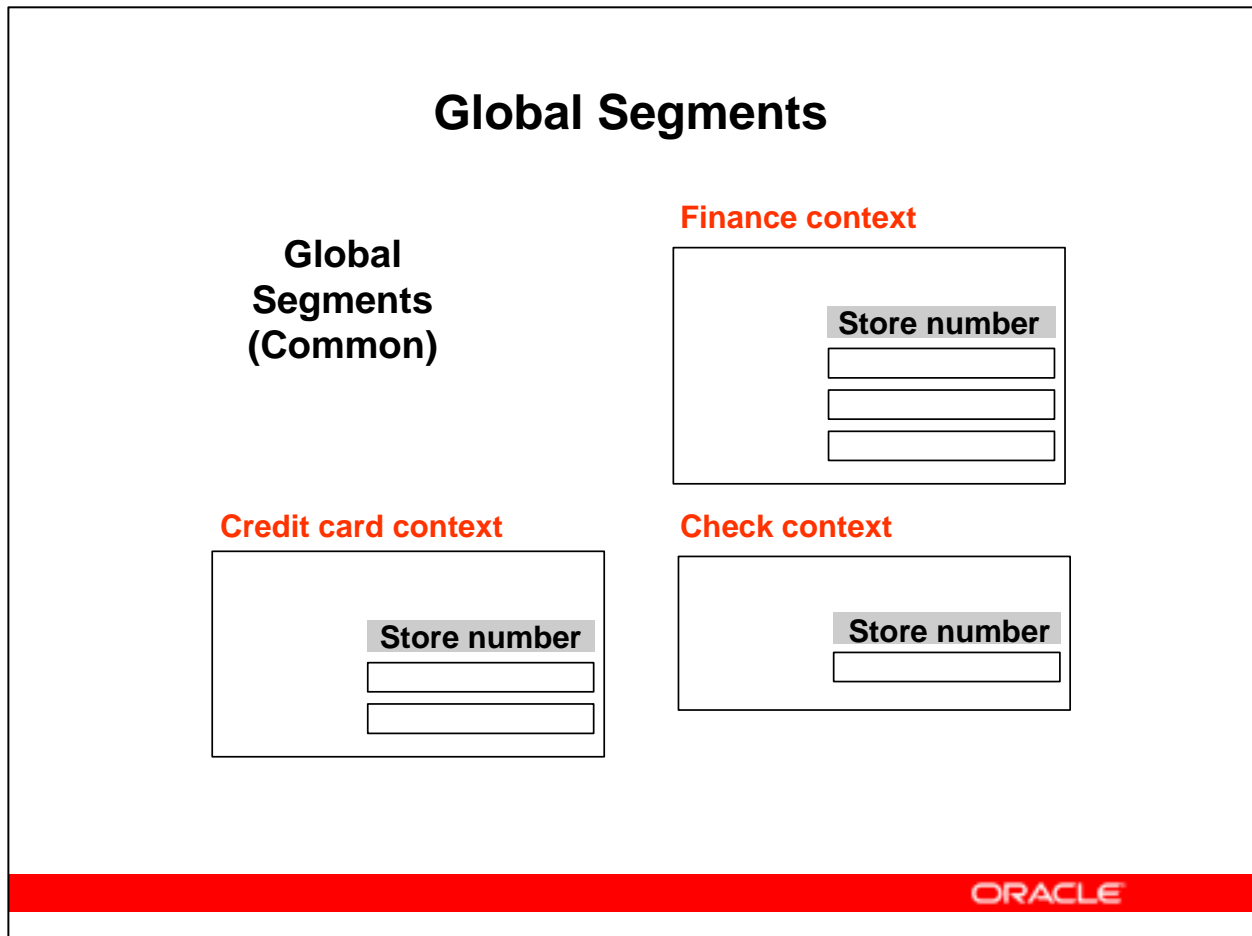 Global Segments
Global
Segments
(Common)
Finance context
Store number
Credit card context
Store number
Check context
Store number
ORACLE